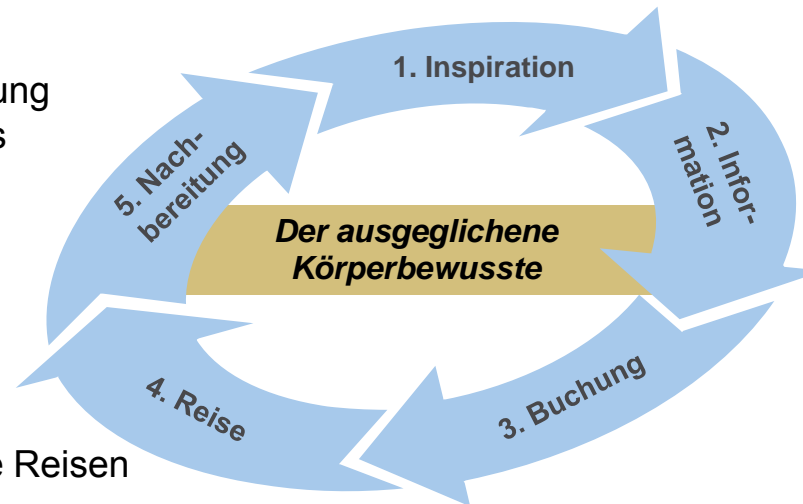 1. Inspiration
2. Infor-
mation
3. Buchung
4. Reise
5. Nach-
bereitung
Der ausgeglichene
Körperbewusste
ung
s
e Reisen